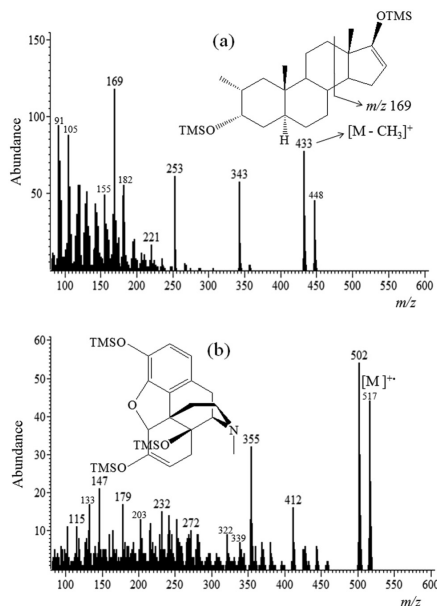 (a)
OTMS
Abundance
150
100
50
169
91
105
155
182
221
253
343
433
448
[M - CH₃]⁺
m/z 169
TMSO
H
100 150 200 250 300 350 400 450 500 550 600
m/z
(b)
TMSO
O
TMSO
TMSO
N
Abundance
60
50
40
30
20
10
0
115
133
147
179
203
232
272
322
339
355
412
502
[M]⁺•
517
100 150 200 250 300 350 400 450 500 550 600
m/z